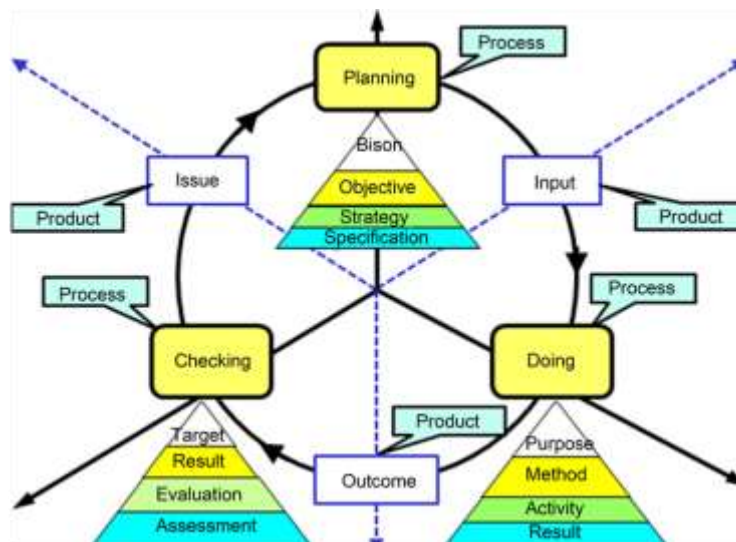 Process
Planning
Bison
Issue
Input
Objective
Product
Product
Strategy
Specification
Process
Process
Checking
Doing
Product
Target
Purpose
Result
Method
Outcome
Evaluation
Activity
Assessment
Result